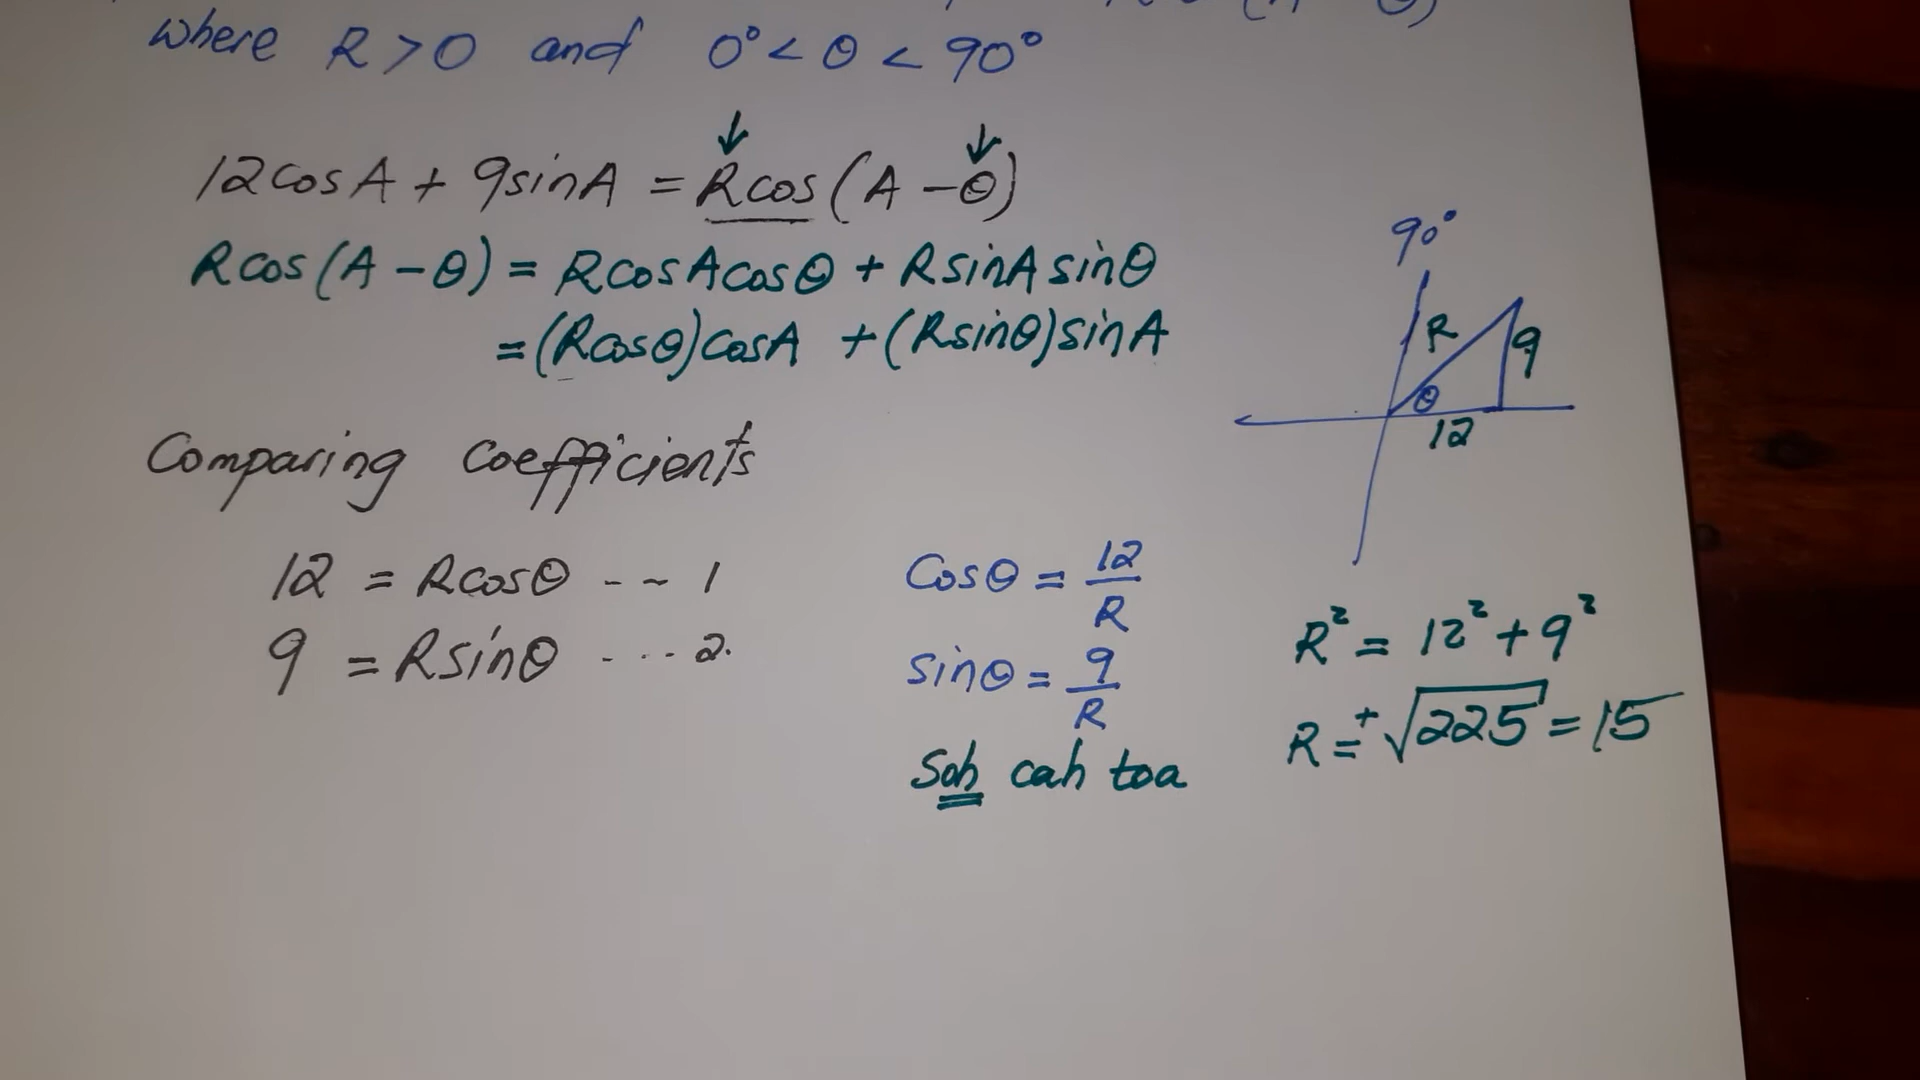 where R > 0 and 0° < θ < 90°
12cosA + 9sinA = Rcos(A - θ)
Rcos(A - θ) = RcosAcosθ + RsinAsinθ
= (Rcosθ)cosA + (Rsinθ)sinA
90°
R
9
θ
12
Comparing coefficients
12 = Rcosθ -- 1
9 = Rsinθ ---- 2.
Cosθ = 12/R
sinθ = 9/R
Soh cah toa
R² = 12² + 9²
R = ±√225 = 15